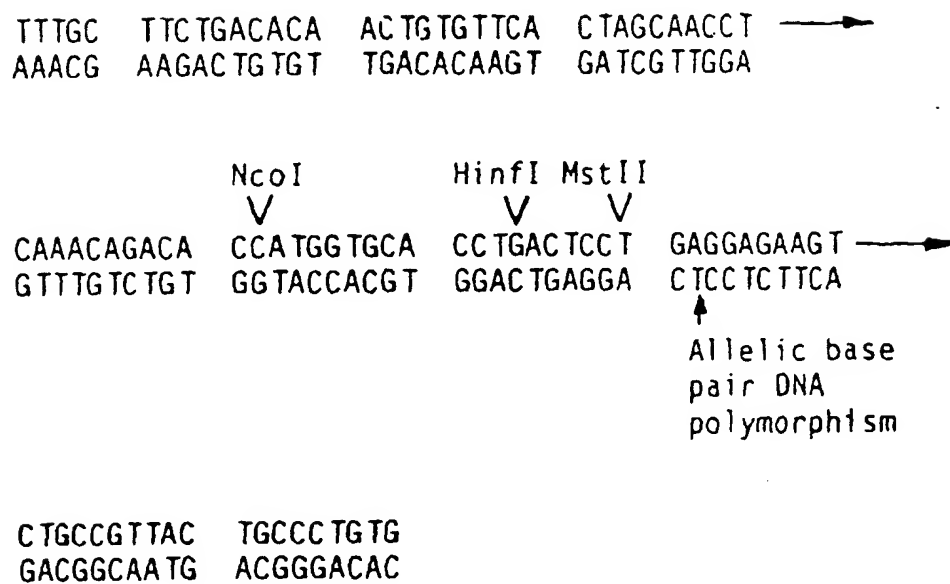 TTTGC TTCTGACACA ACTGTGTTCA CTAGCAACCT
AAACG AAGACTGTGT TGACACAAGT GATCGTTGGA
NcoI HinfI MstII
CAAACAGACA CCATGGTGCA CCTGACTCCT GAGGAGAAGT
GTTTGTCTGT GGTACCACGT GGACTGAGGA CTCCTCTTCA
Allelic base
pair DNA
polymorphism
CTGCCGTTAC TGCCCTGTG
GACGGCAATG ACGGGACAC